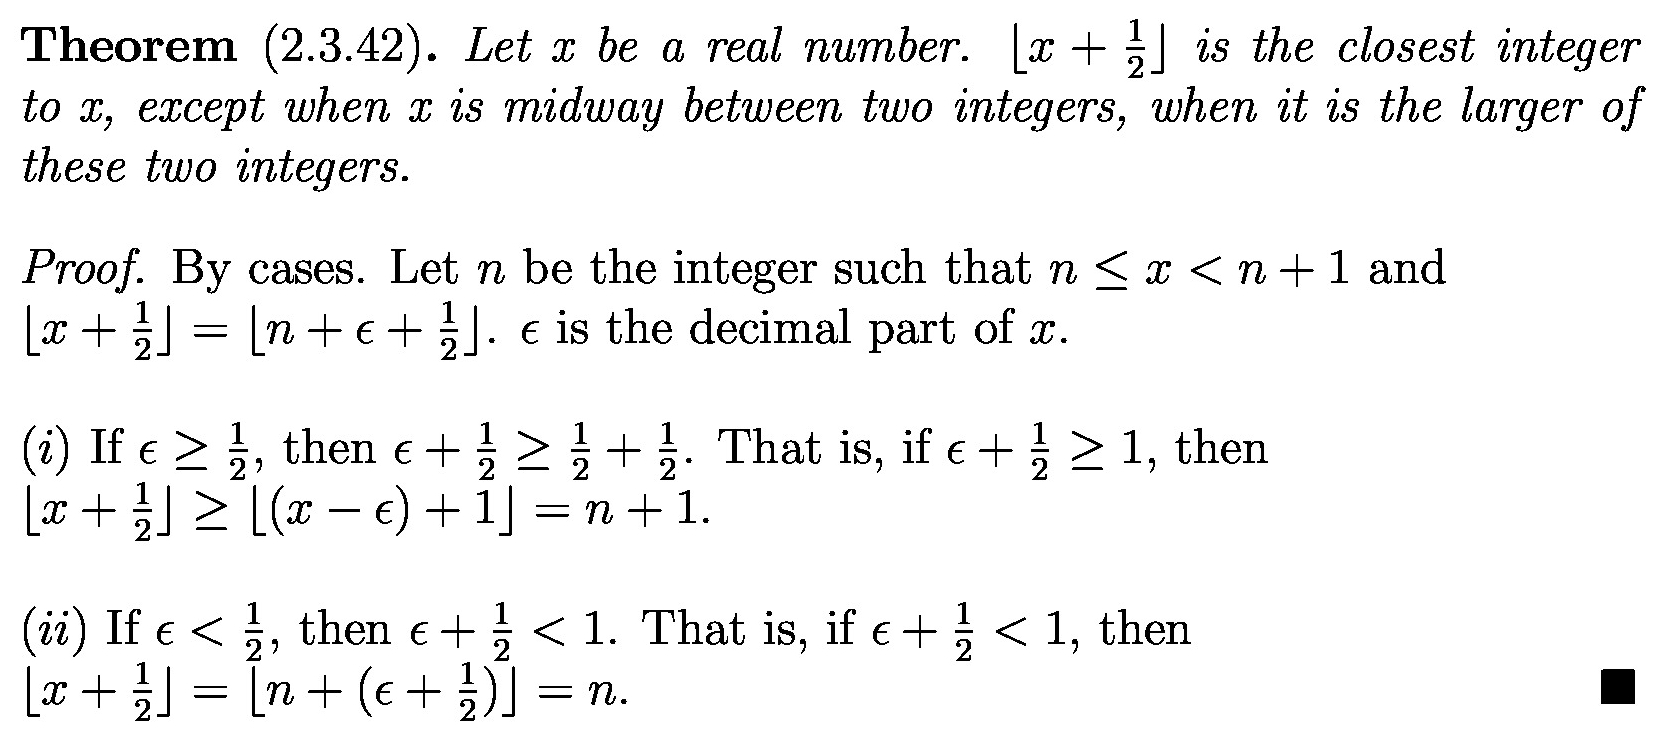 Theorem (2.3.42). Let x be a real number. ⌊x + 1/2⌋ is the closest integer
to x, except when x is midway between two integers, when it is the larger of
these two integers.
Proof. By cases. Let n be the integer such that n ≤ x < n + 1 and
⌊x + 1/2⌋ = ⌊n + ϵ + 1/2⌋. ϵ is the decimal part of x.
(i) If ϵ ≥ 1/2, then ϵ + 1/2 ≥ 1/2 + 1/2. That is, if ϵ + 1/2 ≥ 1, then
⌊x + 1/2⌋ ≥ ⌊(x − ϵ) + 1⌋ = n + 1.
(ii) If ϵ < 1/2, then ϵ + 1/2 < 1. That is, if ϵ + 1/2 < 1, then
⌊x + 1/2⌋ = ⌊n + (ϵ + 1/2)⌋ = n. ■